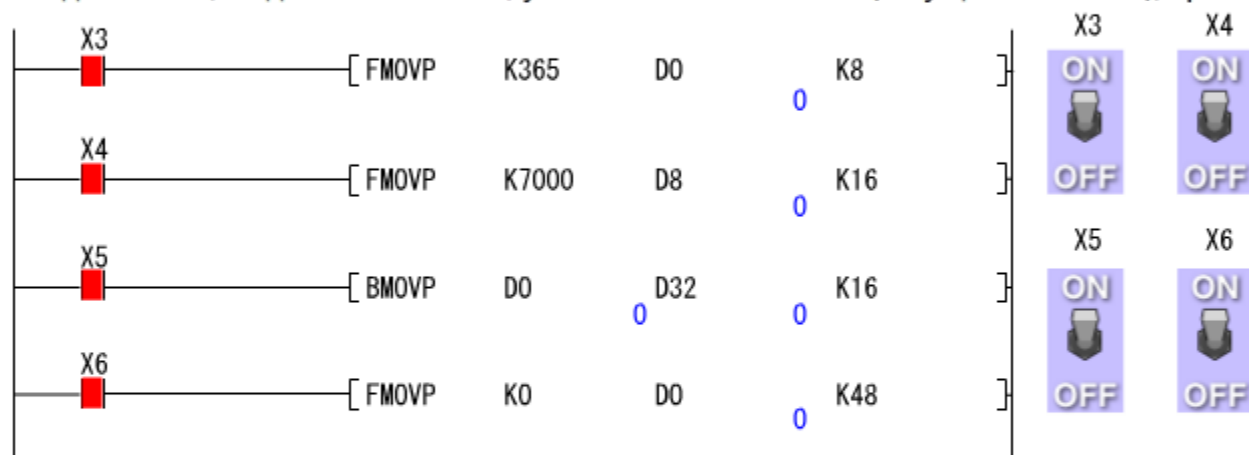 X3 X3 X4
FMOVP K365 D0 K8 ON ON
0
X4
FMOVP K7000 D8 K16 OFF OFF
0
X5 X5 X6
BMOVP D0 D32 K16 ON ON
0 0
X6
FMOVP K0 D0 K48 OFF OFF
0